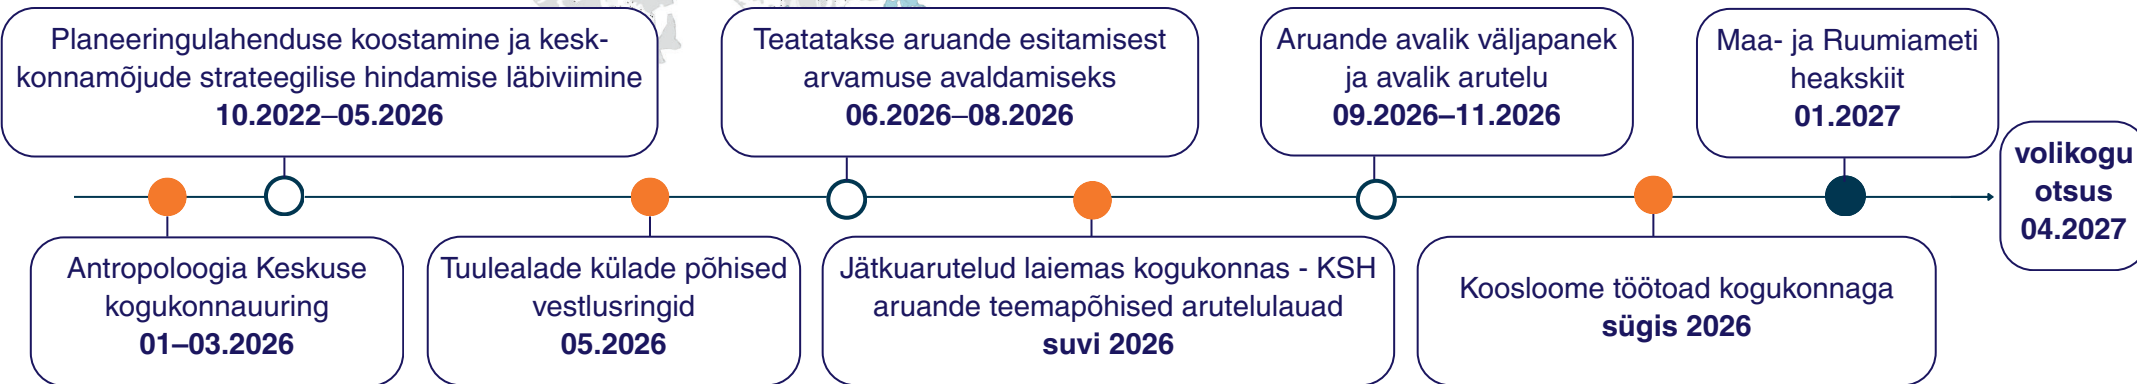 Planeeringulahenduse koostamine ja kesk-
konnamõjude strateegilise hindamise läbiviimine
10.2022–05.2026
Teatatakse aruande esitamisest
arvamuse avaldamiseks
06.2026–08.2026
Aruande avalik väljapanek
ja avalik arutelu
09.2026–11.2026
Maa- ja Ruumiameti
heakskiit
01.2027
volikogu
otsus
04.2027
Antropoloogia Keskuse
kogukonnauuring
01–03.2026
Tuulealade külade põhised
vestlusringid
05.2026
Jätkuarutelud laiemas kogukonnas - KSH
aruande teemapõhised arutelulauad
suvi 2026
Koosloome töötoad kogukonnaga
sügis 2026